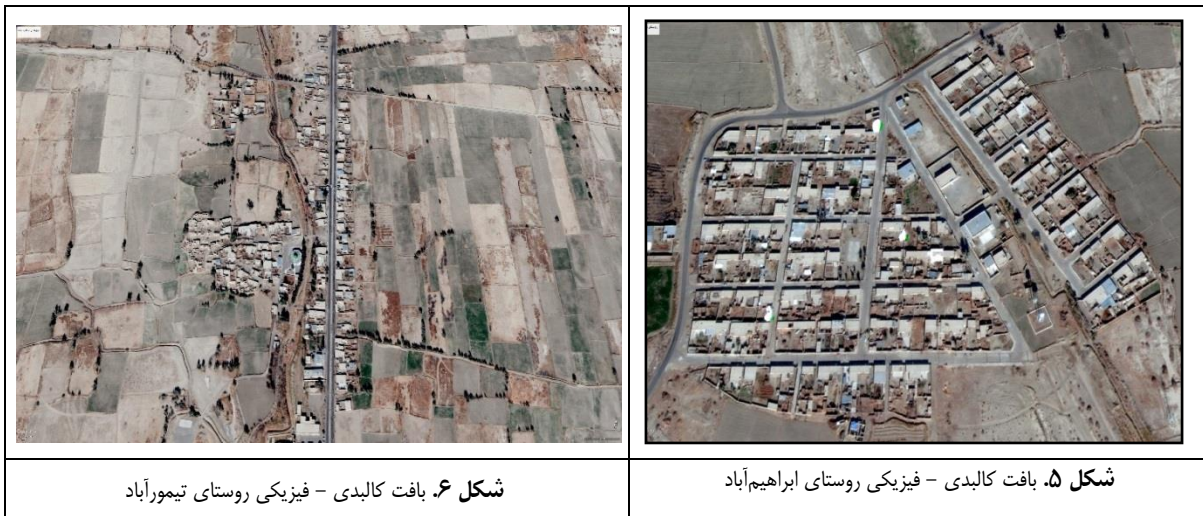 شکل ۵. بافت کالبدی – فیزیکی روستای ابراهیم‌آباد
شکل ۶. بافت کالبدی – فیزیکی روستای تیمورآباد